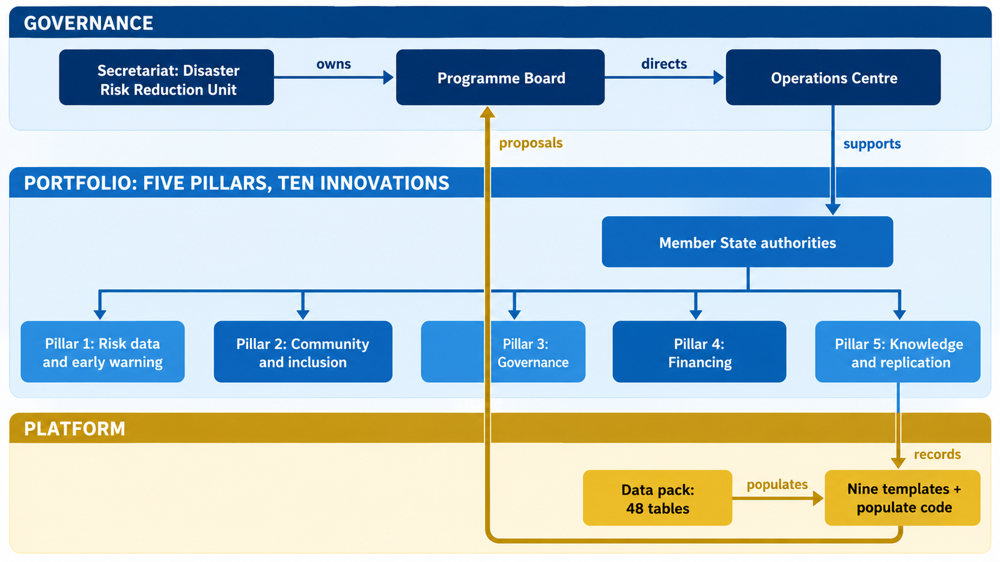 GOVERNANCE
Secretariat: Disaster
Risk Reduction Unit
owns
Programme Board
directs
Operations Centre
proposals
supports
PORTFOLIO: FIVE PILLARS, TEN INNOVATIONS
Member State authorities
Pillar 1: Risk data
and early warning
Pillar 2: Community
and inclusion
Pillar 3:
Governance
Pillar 4:
Financing
Pillar 5: Knowledge
and replication
PLATFORM
records
Data pack:
48 tables
populates
Nine templates +
populate code